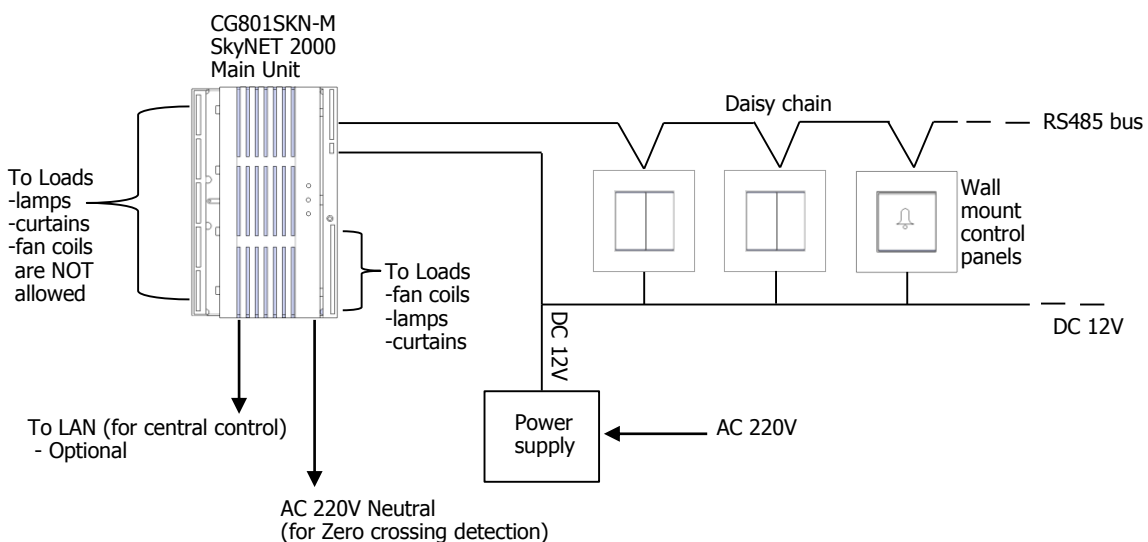 CG801SKN-M
SkyNET 2000
Main Unit
Daisy chain
RS485 bus
To Loads
-lamps
-curtains
-fan coils
are NOT
allowed
Wall
mount
control
panels
To Loads
-fan coils
-lamps
-curtains
DC 12V
DC 12V
To LAN (for central control)
- Optional
Power
supply
AC 220V
AC 220V Neutral
(for Zero crossing detection)